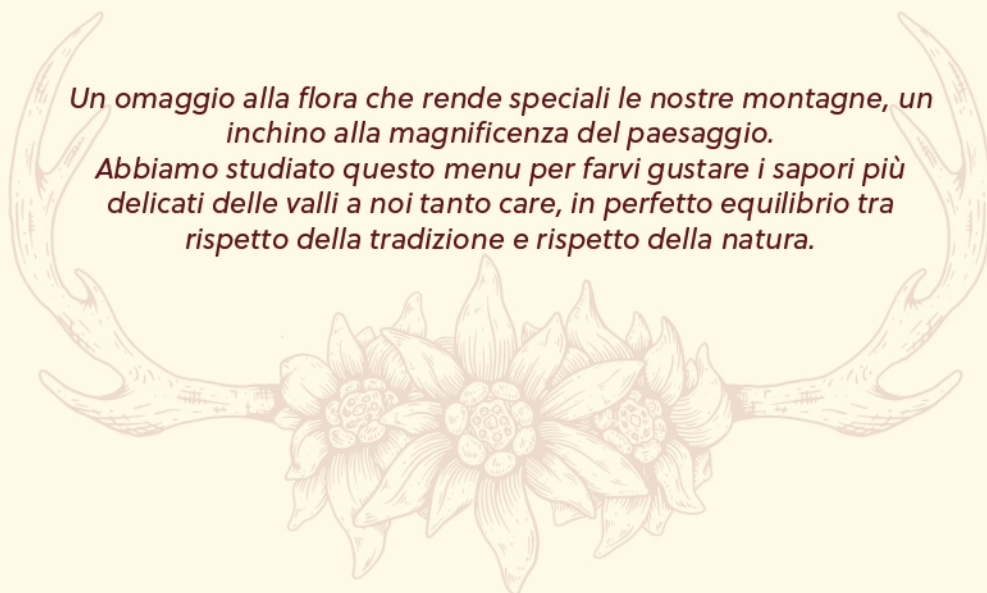 Un omaggio alla flora che rende speciali le nostre montagne, un
inchino alla magnificenza del paesaggio.
Abbiamo studiato questo menu per farvi gustare i sapori più
delicati delle valli a noi tanto care, in perfetto equilibrio tra
rispetto della tradizione e rispetto della natura.